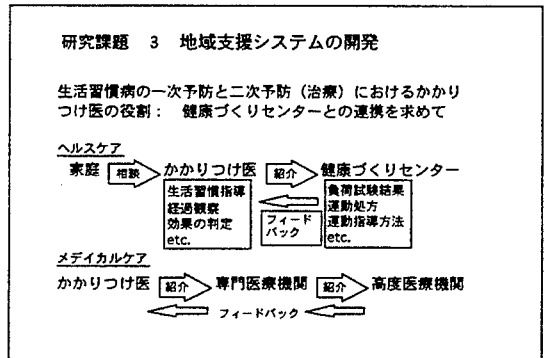 研究課題 3 地域支援システムの開発
生活習慣病の一次予防と二次予防(治療)におけるかかり
つけ医の役割: 健康づくりセンターとの連携を求めて
ヘルスケア
家庭 相談 かかりつけ医 紹介 健康づくりセンター
生活習慣指導
経過観察
効果の判定
etc.
フィード
バック
負荷試験結果
運動処方
運動指導方法
etc.
メディカルケア
かかりつけ医 紹介 専門医療機関 紹介 高度医療機関
フィードバック